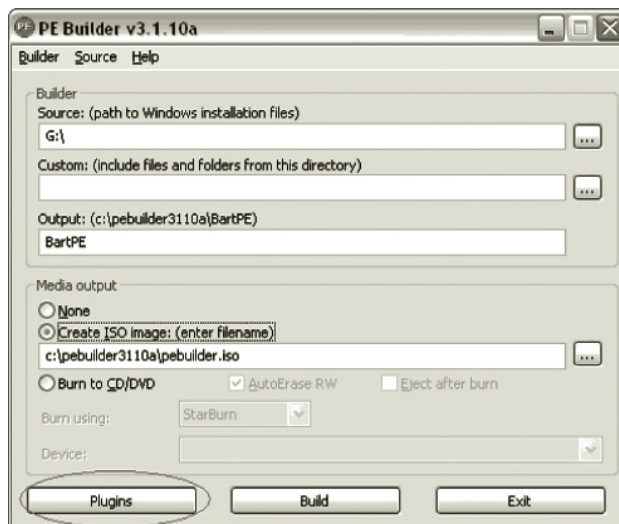 PE Builder v3.1.10a
Builder Source Help
Builder
Source: (path to Windows installation files)
G:\
...
Custom: (include files and folders from this directory)
...
Output: (c:\pebuilder3110a\BartPE)
BartPE
Media output
None
Create ISO image: (enter filename)
c:\pebuilder3110a\pebuilder.iso
...
Burn to CD/DVD AutoErase RW Eject after burn
Burn using: StarBurn
Device:
Plugins Build Exit